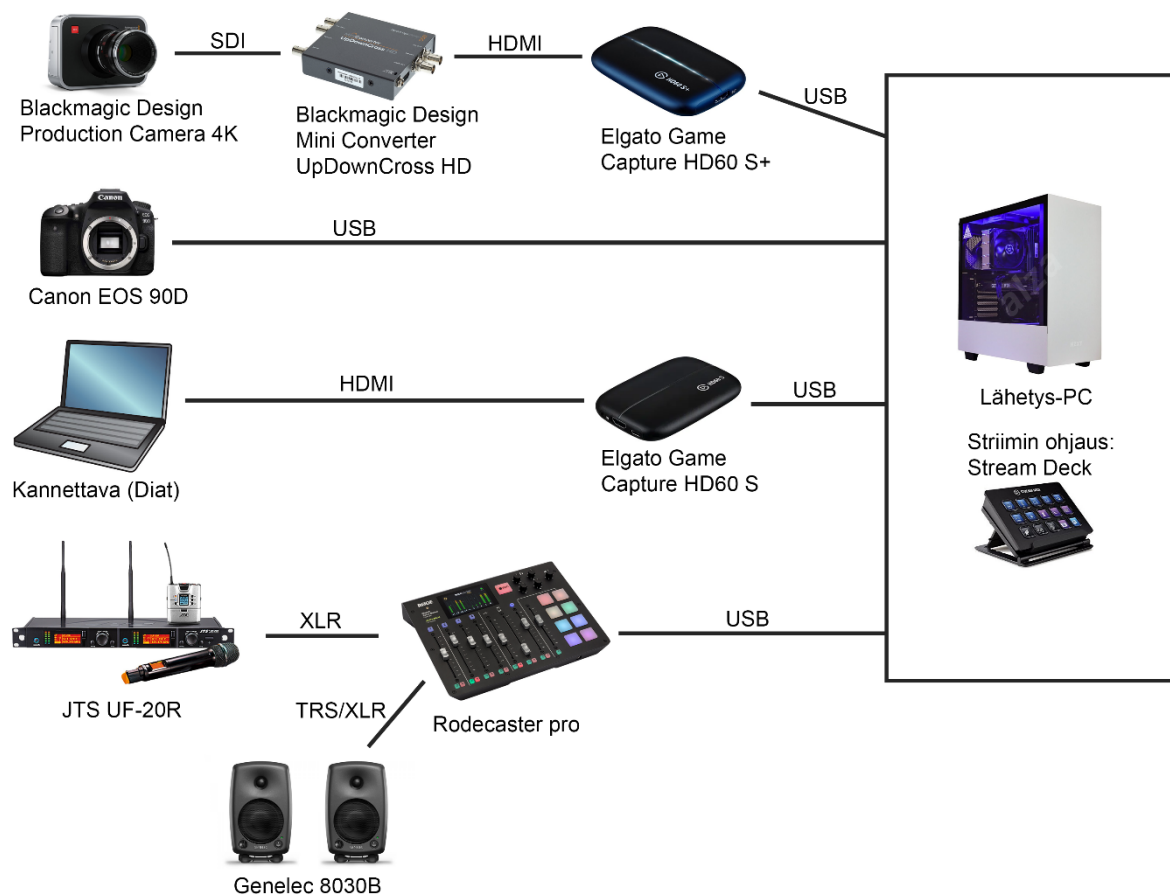 SDI
HDMI
USB
Blackmagic Design
Production Camera 4K
Blackmagic Design
Mini Converter
UpDownCross HD
Elgato Game
Capture HD60 S+
Canon
USB
Canon EOS 90D
HDMI
USB
Kannettava (Diat)
Elgato Game
Capture HD60 S
alza
Lähetys-PC
Striimin ohjaus:
Stream Deck
XLR
USB
JTS UF-20R
TRS/XLR
Rodecaster pro
Genelec 8030B